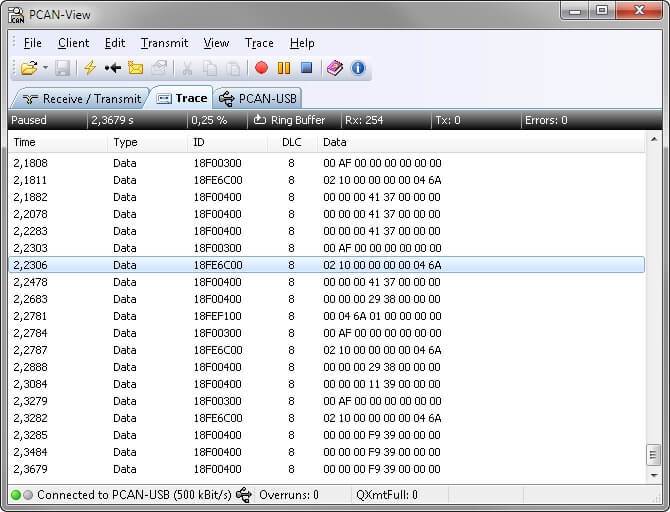 PCAN-View
File Client Edit Transmit View Trace Help
Receive / Transmit Trace PCAN-USB
Paused 2,3679 s 0,25 % Ring Buffer Rx: 254 Tx: 0 Errors: 0
Time Type ID DLC Data
2,1808 Data 18F00300 8 00 AF 00 00 00 00 00 00
2,1811 Data 18FE6C00 8 02 10 00 00 00 00 04 6A
2,1882 Data 18F00400 8 00 00 00 41 37 00 00 00
2,2078 Data 18F00400 8 00 00 00 41 37 00 00 00
2,2283 Data 18F00400 8 00 00 00 41 37 00 00 00
2,2303 Data 18F00300 8 00 AF 00 00 00 00 00 00
2,2306 Data 18FE6C00 8 02 10 00 00 00 00 04 6A
2,2478 Data 18F00400 8 00 00 00 41 37 00 00 00
2,2683 Data 18F00400 8 00 00 00 29 38 00 00 00
2,2781 Data 18FEF100 8 00 04 6A 01 00 00 00 00
2,2784 Data 18F00300 8 00 AF 00 00 00 00 00 00
2,2787 Data 18FE6C00 8 02 10 00 00 00 00 04 6A
2,2888 Data 18F00400 8 00 00 00 29 38 00 00 00
2,3084 Data 18F00400 8 00 00 00 11 39 00 00 00
2,3279 Data 18F00300 8 00 AF 00 00 00 00 00 00
2,3282 Data 18FE6C00 8 02 10 00 00 00 00 04 6A
2,3285 Data 18F00400 8 00 00 00 F9 39 00 00 00
2,3484 Data 18F00400 8 00 00 00 F9 39 00 00 00
2,3679 Data 18F00400 8 00 00 00 F9 39 00 00 00
Connected to PCAN-USB (500 kBit/s) Overruns: 0 QXmtFull: 0